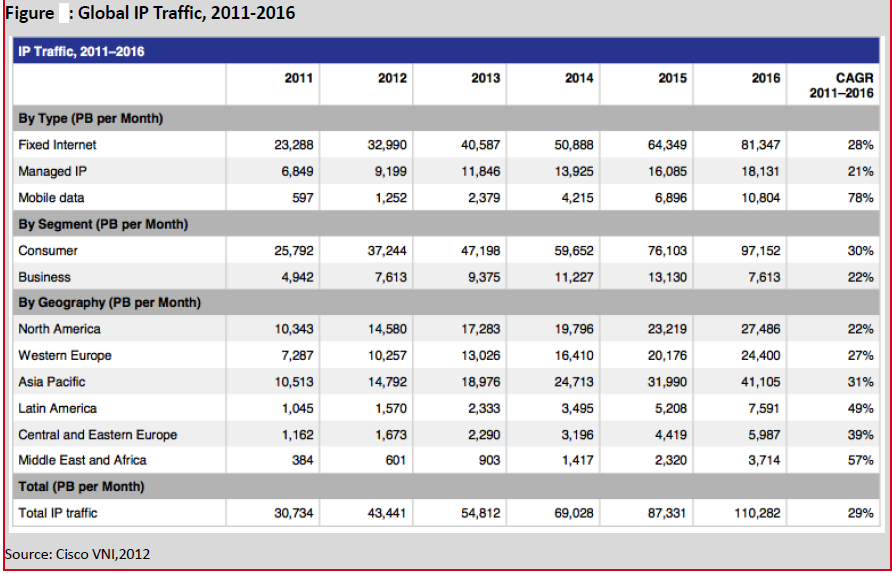 Figure : Global IP Traffic, 2011-2016
IP Traffic, 2011–2016
2011 2012 2013 2014 2015 2016 CAGR
2011–2016
By Type (PB per Month)
Fixed Internet 23,288 32,990 40,587 50,888 64,349 81,347 28%
Managed IP 6,849 9,199 11,846 13,925 16,085 18,131 21%
Mobile data 597 1,252 2,379 4,215 6,896 10,804 78%
By Segment (PB per Month)
Consumer 25,792 37,244 47,198 59,652 76,103 97,152 30%
Business 4,942 7,613 9,375 11,227 13,130 7,613 22%
By Geography (PB per Month)
North America 10,343 14,580 17,283 19,796 23,219 27,486 22%
Western Europe 7,287 10,257 13,026 16,410 20,176 24,400 27%
Asia Pacific 10,513 14,792 18,976 24,713 31,990 41,105 31%
Latin America 1,045 1,570 2,333 3,495 5,208 7,591 49%
Central and Eastern Europe 1,162 1,673 2,290 3,196 4,419 5,987 39%
Middle East and Africa 384 601 903 1,417 2,320 3,714 57%
Total (PB per Month)
Total IP traffic 30,734 43,441 54,812 69,028 87,331 110,282 29%
Source: Cisco VNI,2012